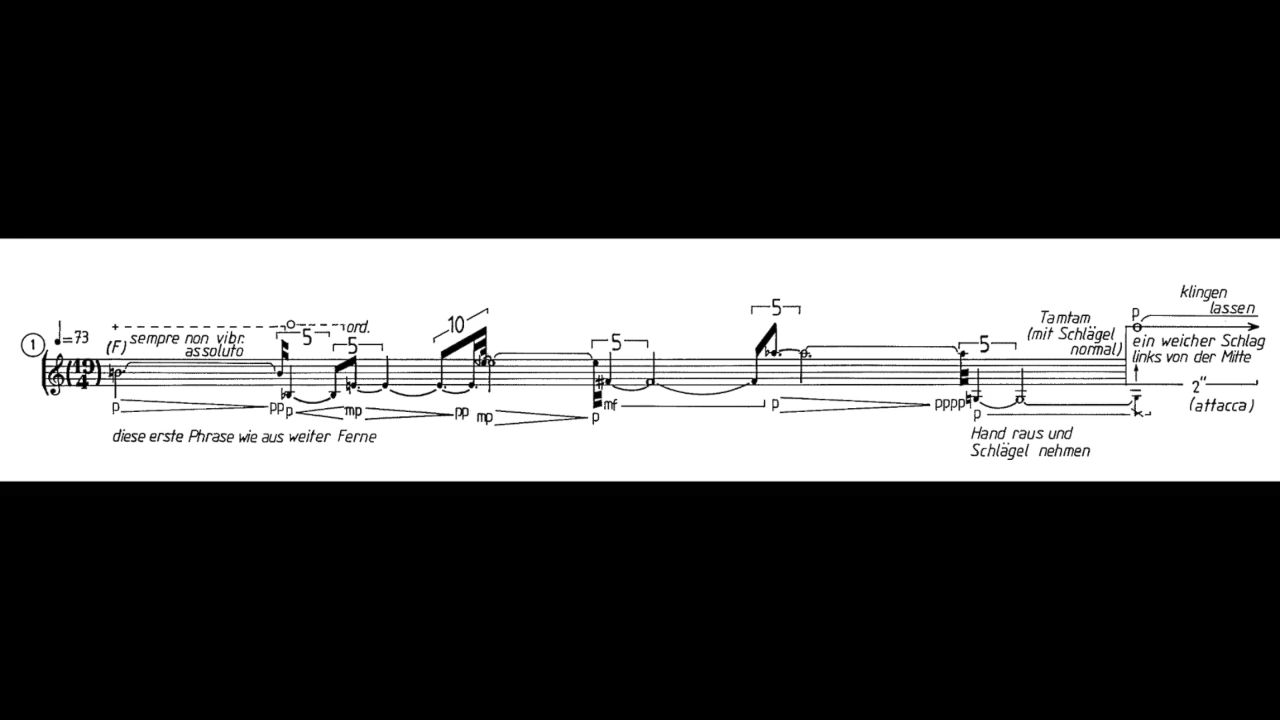 1
♩=73
(19/4)
+
ord.
(F) sempre non vibr.
assoluto
5
5
10
5
5
5
p
pp
p
mp
pp
mp
p
mf
p
pppp
p
diese erste Phrase wie aus weiter Ferne
Hand raus und
Schlägel nehmen
Tamtam
(mit Schlägel
normal)
p
klingen
lassen
ein weicher Schlag
links von der Mitte
2"
(attacca)